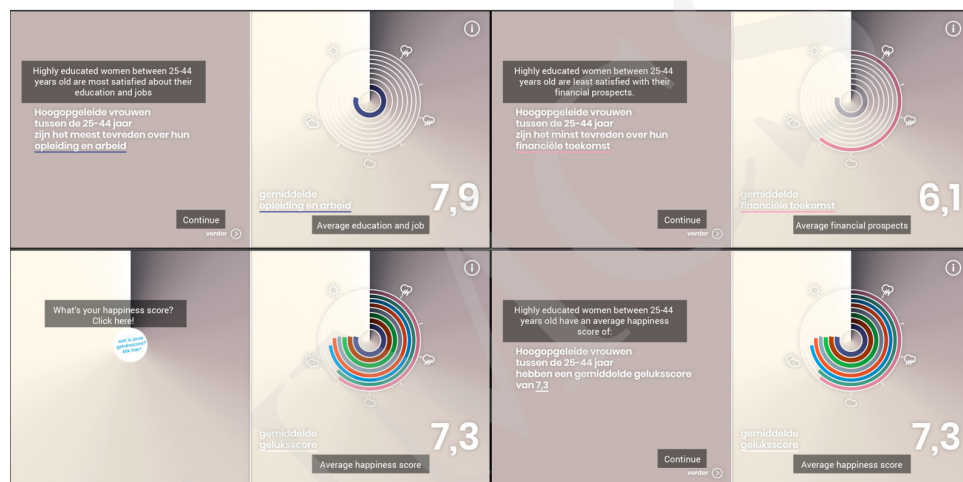 Highly educated women between 25-44
years old are most satisfied about their
education and jobs
Hoogopgeleide vrouwen
tussen de 25-44 jaar
zijn het meest tevreden over hun
opleiding en arbeid
Continue
verder
i
gemiddelde
opleiding en arbeid
7,9
Average education and job
Highly educated women between 25-44
years old are least satisfied with their
financial prospects.
Hoogopgeleide vrouwen
tussen de 25-44 jaar
zijn het minst tevreden over hun
financiële toekomst
Continue
verder
i
gemiddelde
financiële toekomst
6,1
Average financial prospects
What's your happiness score?
Click here!
wat is jouw
geluksscore?
klik hier!
i
gemiddelde
geluksscore
7,3
Average happiness score
Highly educated women between 25-44
years old have an average happiness
score of:
Hoogopgeleide vrouwen
tussen de 25-44 jaar
hebben een gemiddelde geluksscore
van 7,3
Continue
verder
i
gemiddelde
geluksscore
7,3
Average happiness score